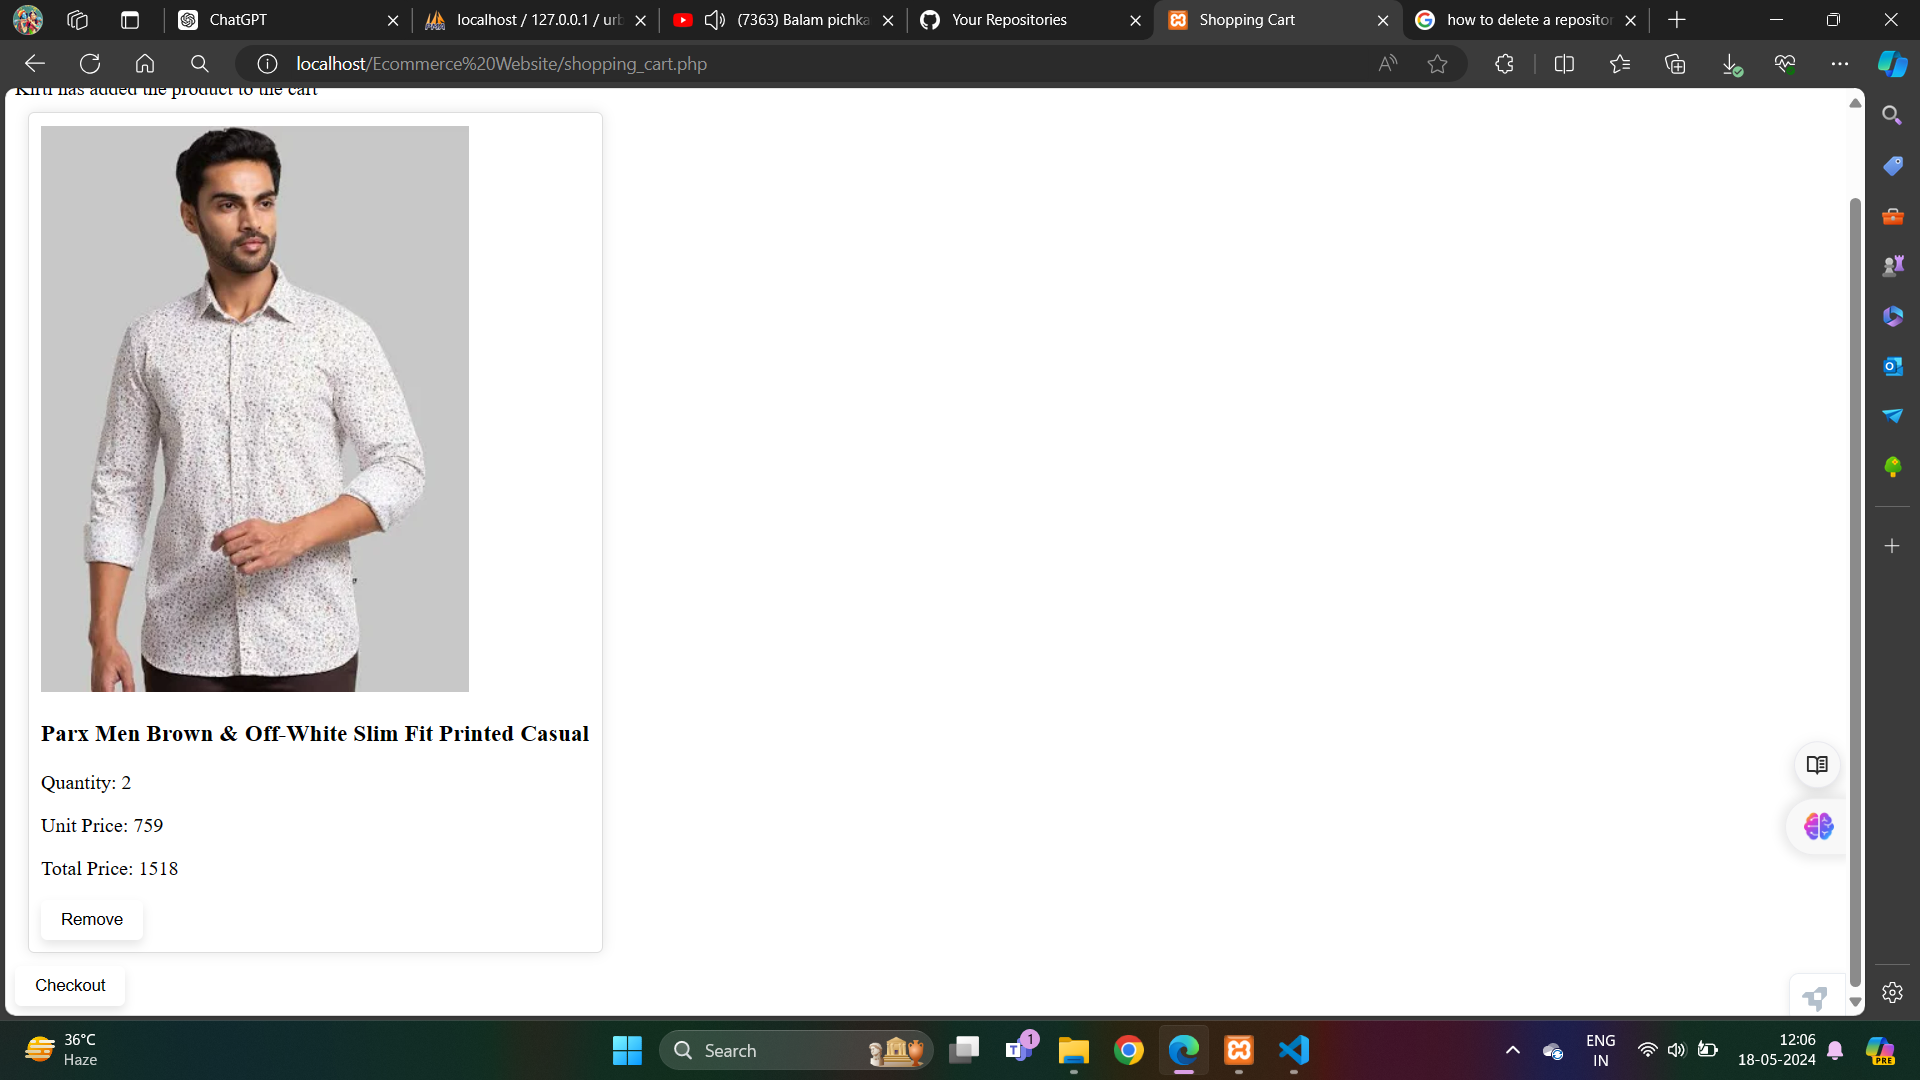 ChatGPT
localhost / 127.0.0.1 / urb
(7363) Balam pichka
Your Repositories
Shopping Cart
how to delete a repositor
localhost/Ecommerce%20Website/shopping_cart.php
Kirti has added the product to the cart
Parx Men Brown & Off-White Slim Fit Printed Casual
Quantity: 2
Unit Price: 759
Total Price: 1518
Remove
Checkout
36°C
Haze
Search
1
ENG
IN
12:06
18-05-2024
PRE